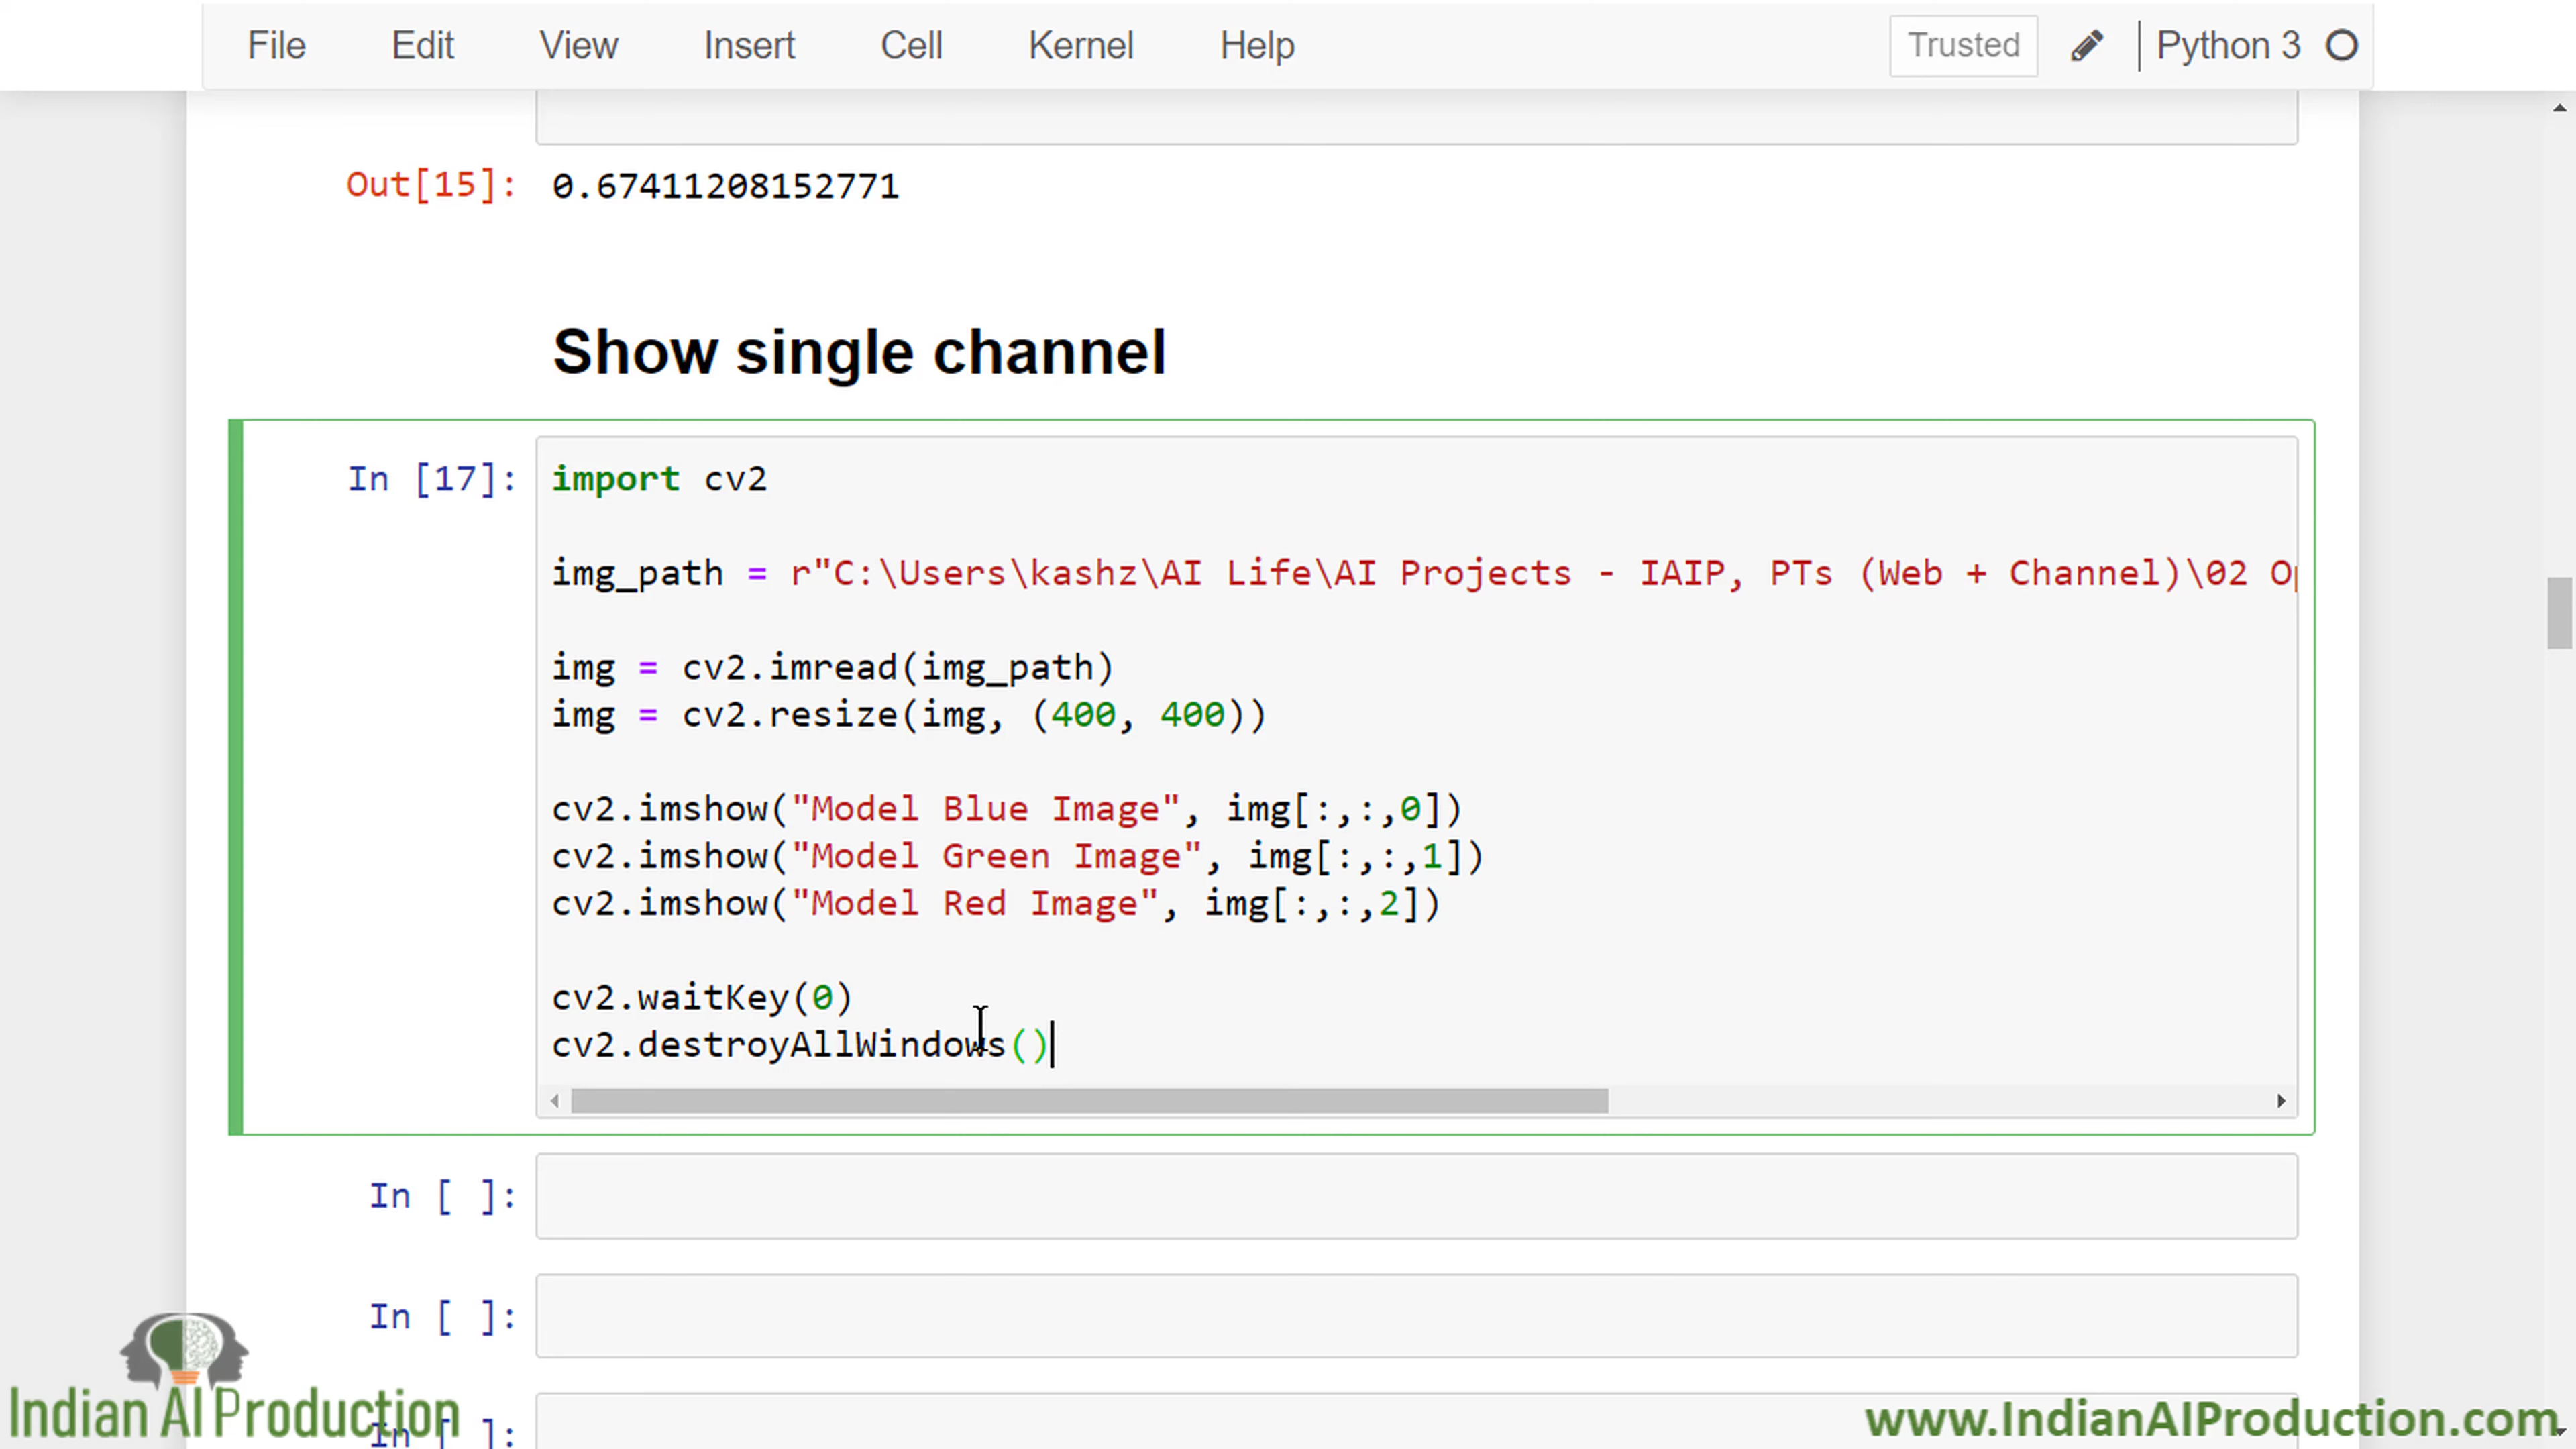 File Edit View Insert Cell Kernel Help Trusted Python 3
Out[15]: 0.67411208152771
Show single channel
In [17]: import cv2
img_path = r"C:\Users\kashz\AI Life\AI Projects - IAIP, PTs (Web + Channel)\02 Op
img = cv2.imread(img_path)
img = cv2.resize(img, (400, 400))
cv2.imshow("Model Blue Image", img[:,:,0])
cv2.imshow("Model Green Image", img[:,:,1])
cv2.imshow("Model Red Image", img[:,:,2])
cv2.waitKey(0)
cv2.destroyAllWindows()
In [ ]:
In [ ]:
In [ ]:
Indian AI Production
www.IndianAIProduction.com